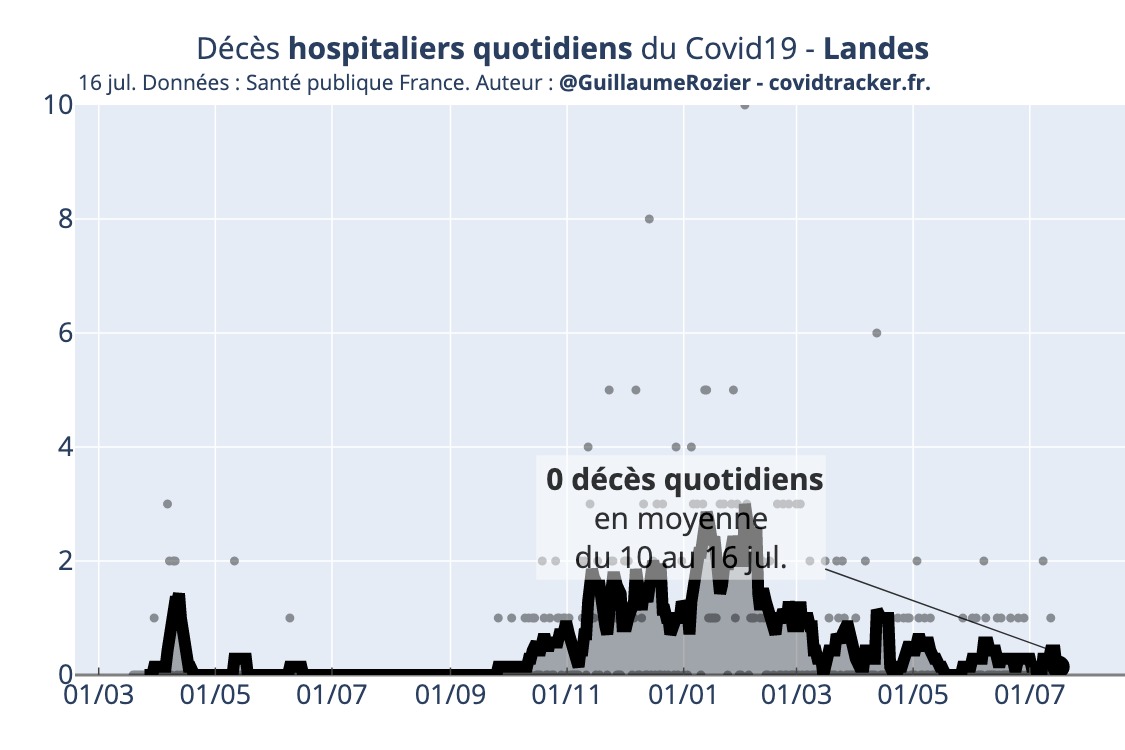 Décès hospitaliers quotidiens du Covid19 - Landes
16 jul. Données : Santé publique France. Auteur : @GuillaumeRozier - covidtracker.fr.
10
8
6
4
2
0
0 décès quotidiens
en moyenne
du 10 au 16 jul.
01/03 01/05 01/07 01/09 01/11 01/01 01/03 01/05 01/07